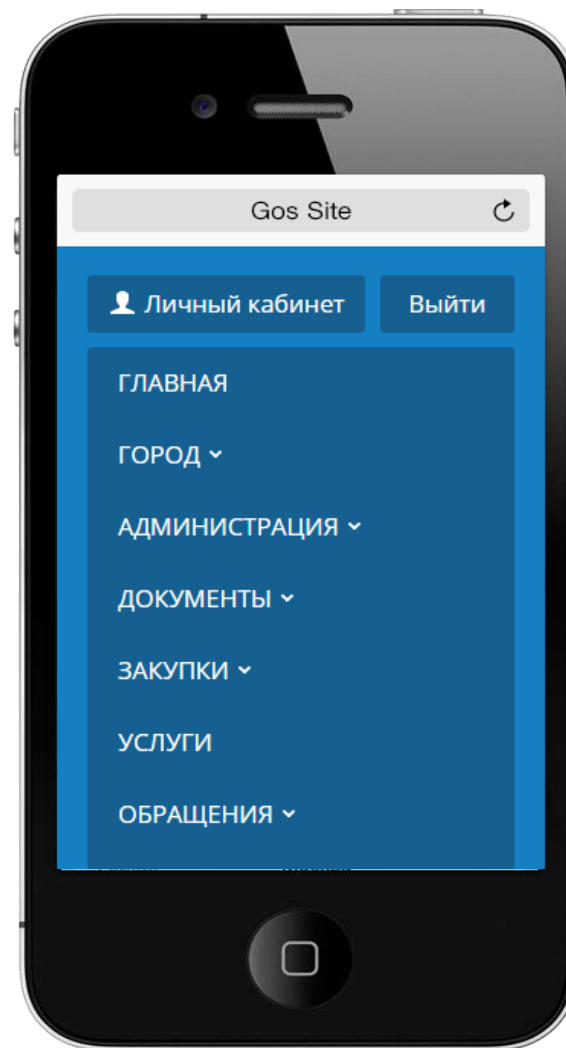 Gos Site
Личный кабинет Выйти
ГЛАВНАЯ
ГОРОД
АДМИНИСТРАЦИЯ
ДОКУМЕНТЫ
ЗАКУПКИ
УСЛУГИ
ОБРАЩЕНИЯ